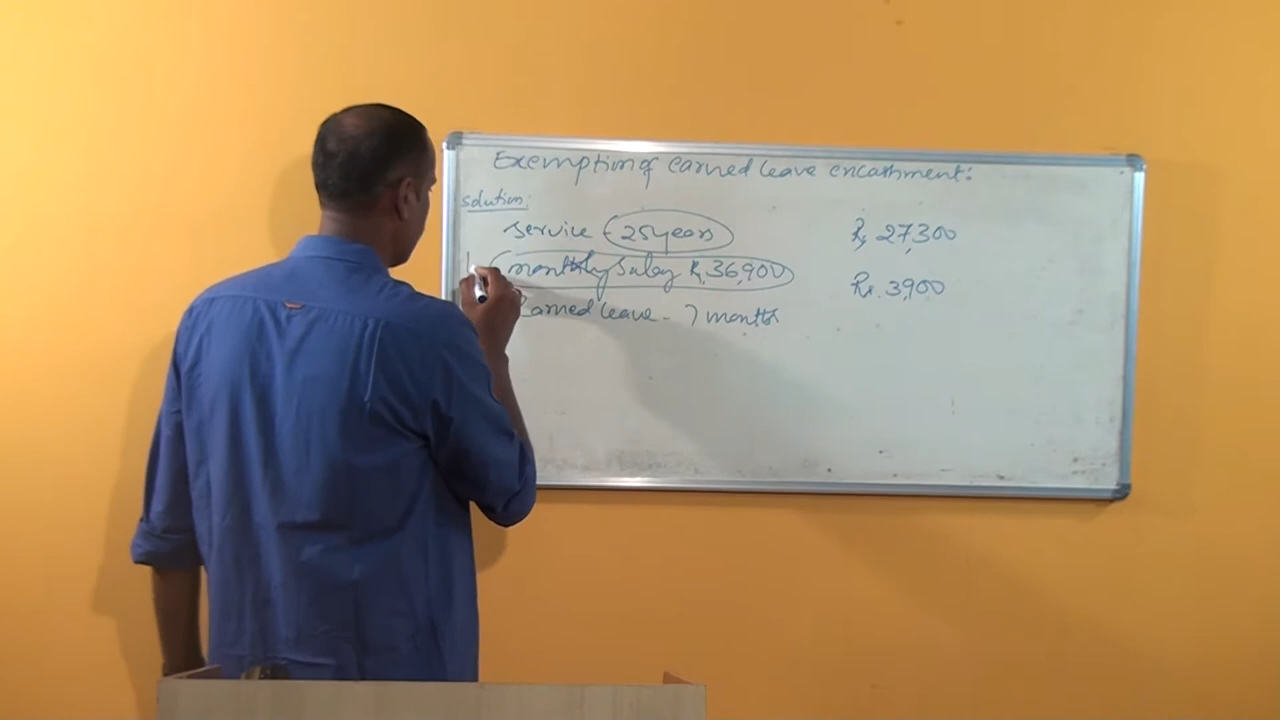 Exemption of earned leave encashment:
Solution:
Service - 25 years
Rs, 27,300
monthly salay Rs,36,900
Rs. 3,900
Earned leave - 7 months